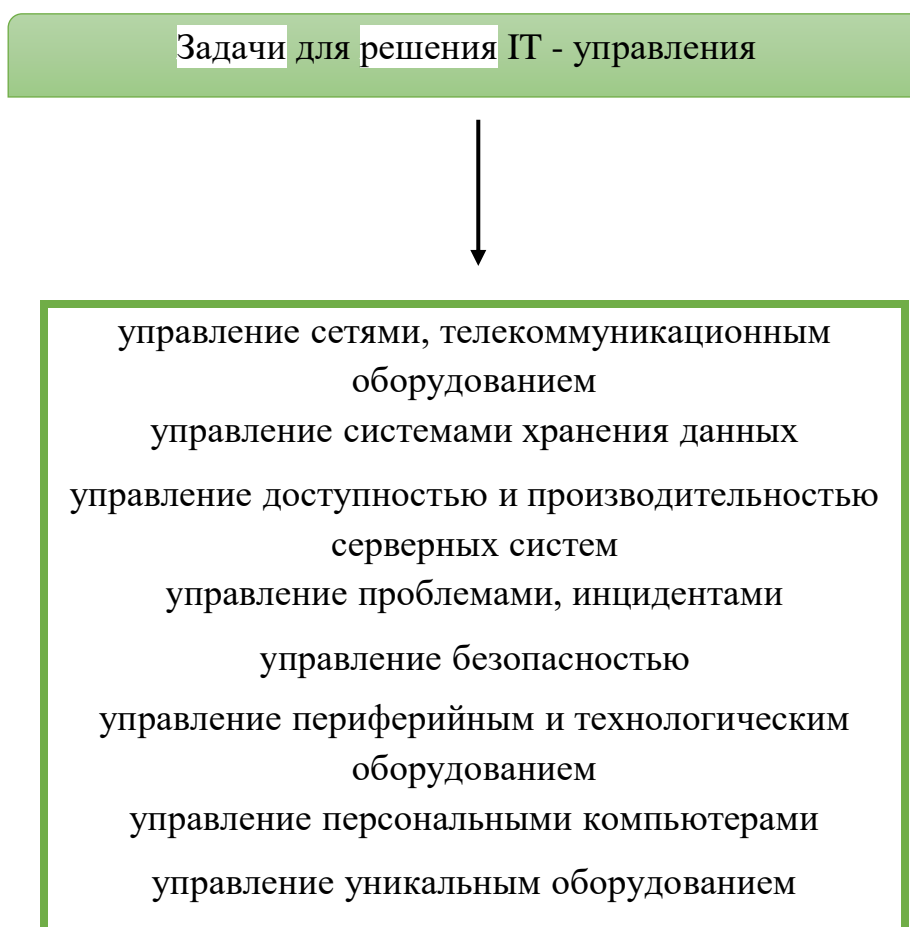 Задачи для решения IT - управления
управление сетями, телекоммуникационным
оборудованием
управление системами хранения данных
управление доступностью и производительностью
серверных систем
управление проблемами, инцидентами
управление безопасностью
управление периферийным и технологическим
оборудованием
управление персональными компьютерами
управление уникальным оборудованием